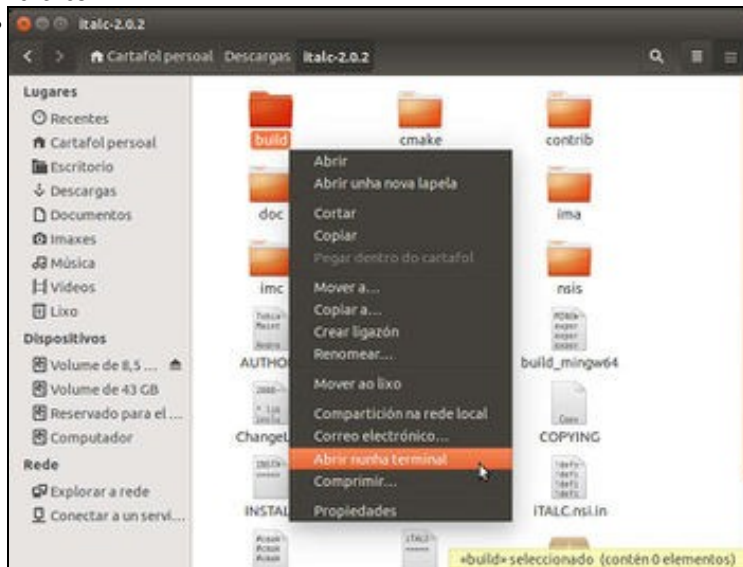 italc-2.0.2
Cartafol persoal Descargas italc-2.0.2
Lugares
Recentes
Cartafol persoal
Escritorio
Descargas
Documentos
Imaxes
Música
Vídeos
Lixo
Dispositivos
Volume de 8,5 ...
Volume de 43 GB
Reservado para el ...
Computador
Rede
Explorar a rede
Conectar a un servi...
build
cmake
contrib
doc
ima
imc
nsis
AUTHO
build_mingw64
ChangeL
COPYING
INSTAL
iTALC.nsi.in
Abrir
Abrir unha nova lapela
Cortar
Copiar
Pegar dentro do cartafol
Mover a...
Copiar a...
Crear ligazón
Renomear...
Mover ao lixo
Compartición na rede local
Correo electrónico...
Abrir nunha terminal
Comprimir...
Propiedades
«build» seleccionado (contén 0 elementos)